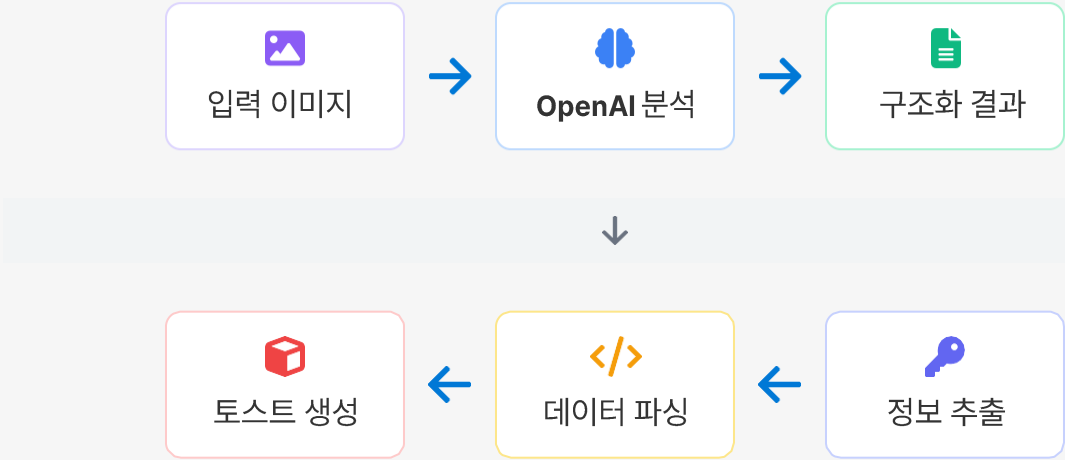 입력 이미지
OpenAI 분석
구조화 결과
토스트 생성
데이터 파싱
정보 추출